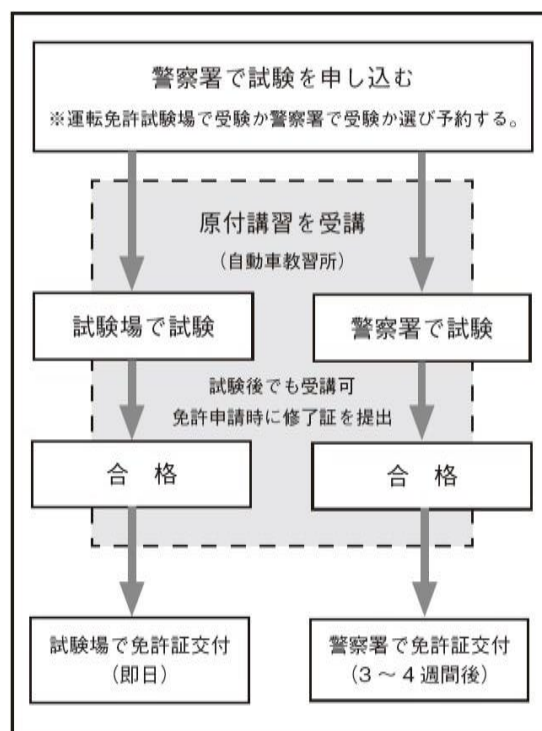 警察署で試験を申し込む
※運転免許試験場で受験か警察署で受験か選び予約する。
原付講習を受講
（自動車教習所）
試験場で試験
警察署で試験
試験後でも受講可
免許申請時に修了証を提出
合　格
合　格
試験場で免許証交付
（即日）
警察署で免許証交付
（３～４週間後）